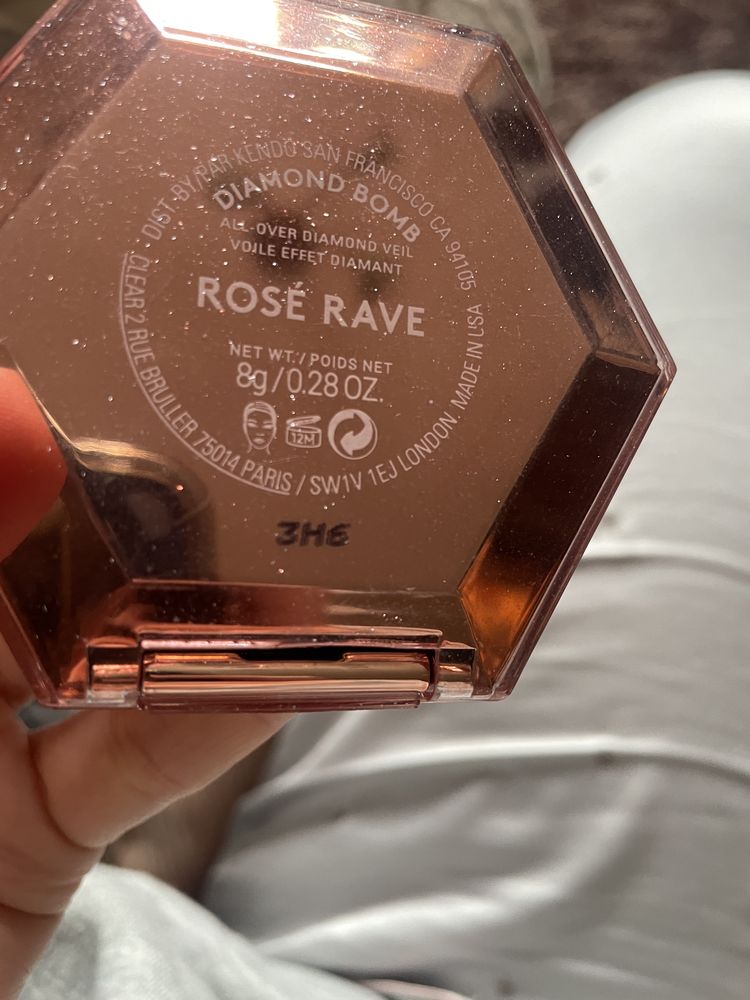 DIST. BY/PAR KENDO SAN FRANCISCO CA 94105
DIAMOND BOMB
ALL-OVER DIAMOND VEIL
VOILE EFFET DIAMANT
ROSÉ RAVE
NET WT./POIDS NET
8g/0.28 OZ.
12M
CLEAR 2 RUE BRULLER 75014 PARIS / SW1V 1EJ LONDON MADE IN USA
3H6